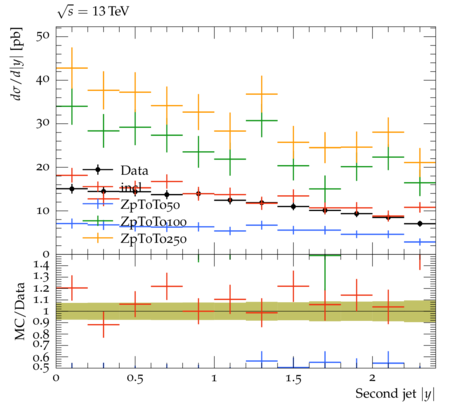 √s = 13 TeV
dσ/d|y| [pb]
50
40
30
20
10
0
Data
incl
ZpToTo50
ZpToTo100
ZpToTo250
MC/Data
1.4
1.3
1.2
1.1
1
0.9
0.8
0.7
0.6
0.5
0 0.5 1 1.5 2
Second jet |y|